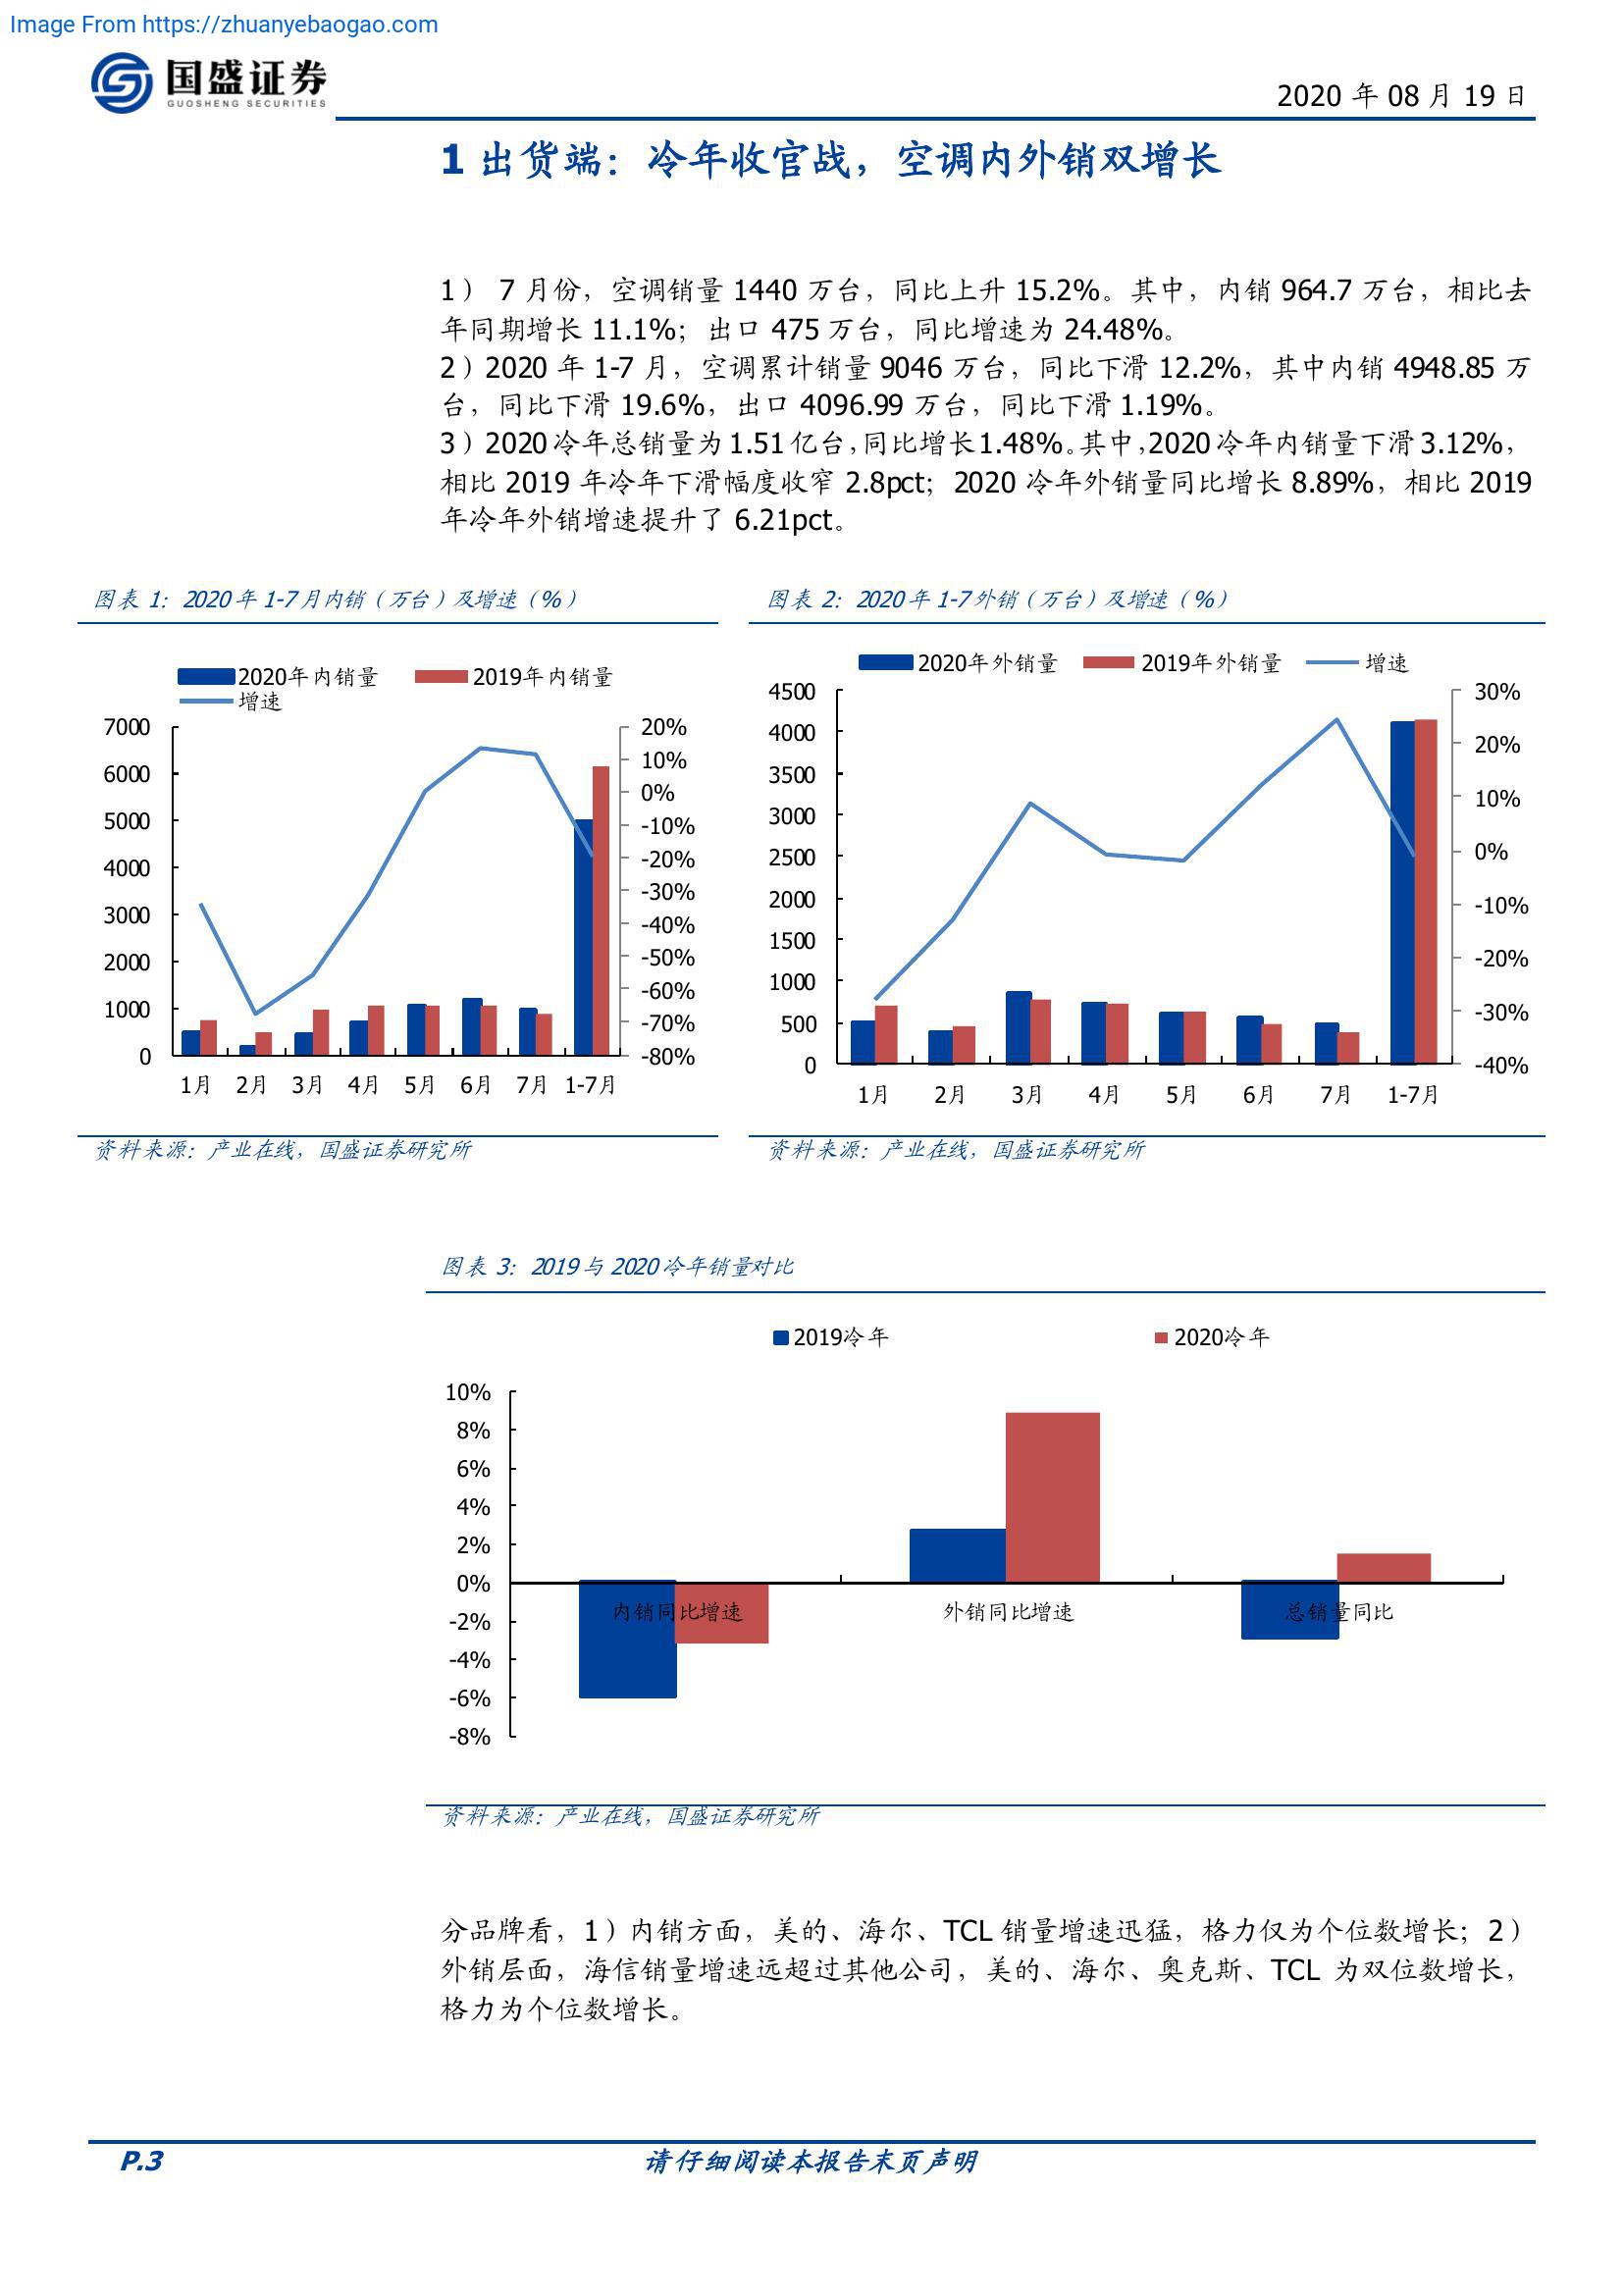 Image From https://zhuanyebaogao.com
国盛证券
GUOSHENG SECURITIES
2020 年 08 月 19 日
1 出货端：冷年收官战，空调内外销双增长
1） 7 月份，空调销量 1440 万台，同比上升 15.2%。其中，内销 964.7 万台，相比去
年同期增长 11.1%；出口 475 万台，同比增速为 24.48%。
2）2020 年 1-7 月，空调累计销量 9046 万台，同比下滑 12.2%，其中内销 4948.85 万
台，同比下滑 19.6%，出口 4096.99 万台，同比下滑 1.19%。
3）2020 冷年总销量为 1.51 亿台，同比增长 1.48%。其中，2020 冷年内销量下滑 3.12%，
相比 2019 年冷年下滑幅度收窄 2.8pct；2020 冷年外销量同比增长 8.89%，相比 2019
年冷年外销增速提升了 6.21pct。
图表 1：2020 年 1-7 月内销（万台）及增速（%）
2020年内销量 2019年内销量
增速
7000 20%
6000 10%
5000 0%
4000 -10%
3000 -20%
2000 -30%
1000 -40%
0 -50%
-60%
-70%
-80%
1月 2月 3月 4月 5月 6月 7月 1-7月
资料来源：产业在线，国盛证券研究所
图表 2：2020 年 1-7 外销（万台）及增速（%）
2020年外销量 2019年外销量 增速
4500 30%
4000 20%
3500 10%
3000 0%
2500 -10%
2000 -20%
1500 -30%
1000 -40%
500
0
1月 2月 3月 4月 5月 6月 7月 1-7月
资料来源：产业在线，国盛证券研究所
图表 3：2019 与 2020 冷年销量对比
2019冷年 2020冷年
10%
8%
6%
4%
2%
0%
-2%
-4%
-6%
-8%
内销同比增速 外销同比增速 总销量同比
资料来源：产业在线，国盛证券研究所
分品牌看，1）内销方面，美的、海尔、TCL 销量增速迅猛，格力仅为个位数增长；2）
外销层面，海信销量增速远超过其他公司，美的、海尔、奥克斯、TCL 为双位数增长，
格力为个位数增长。
P.3 请仔细阅读本报告末页声明